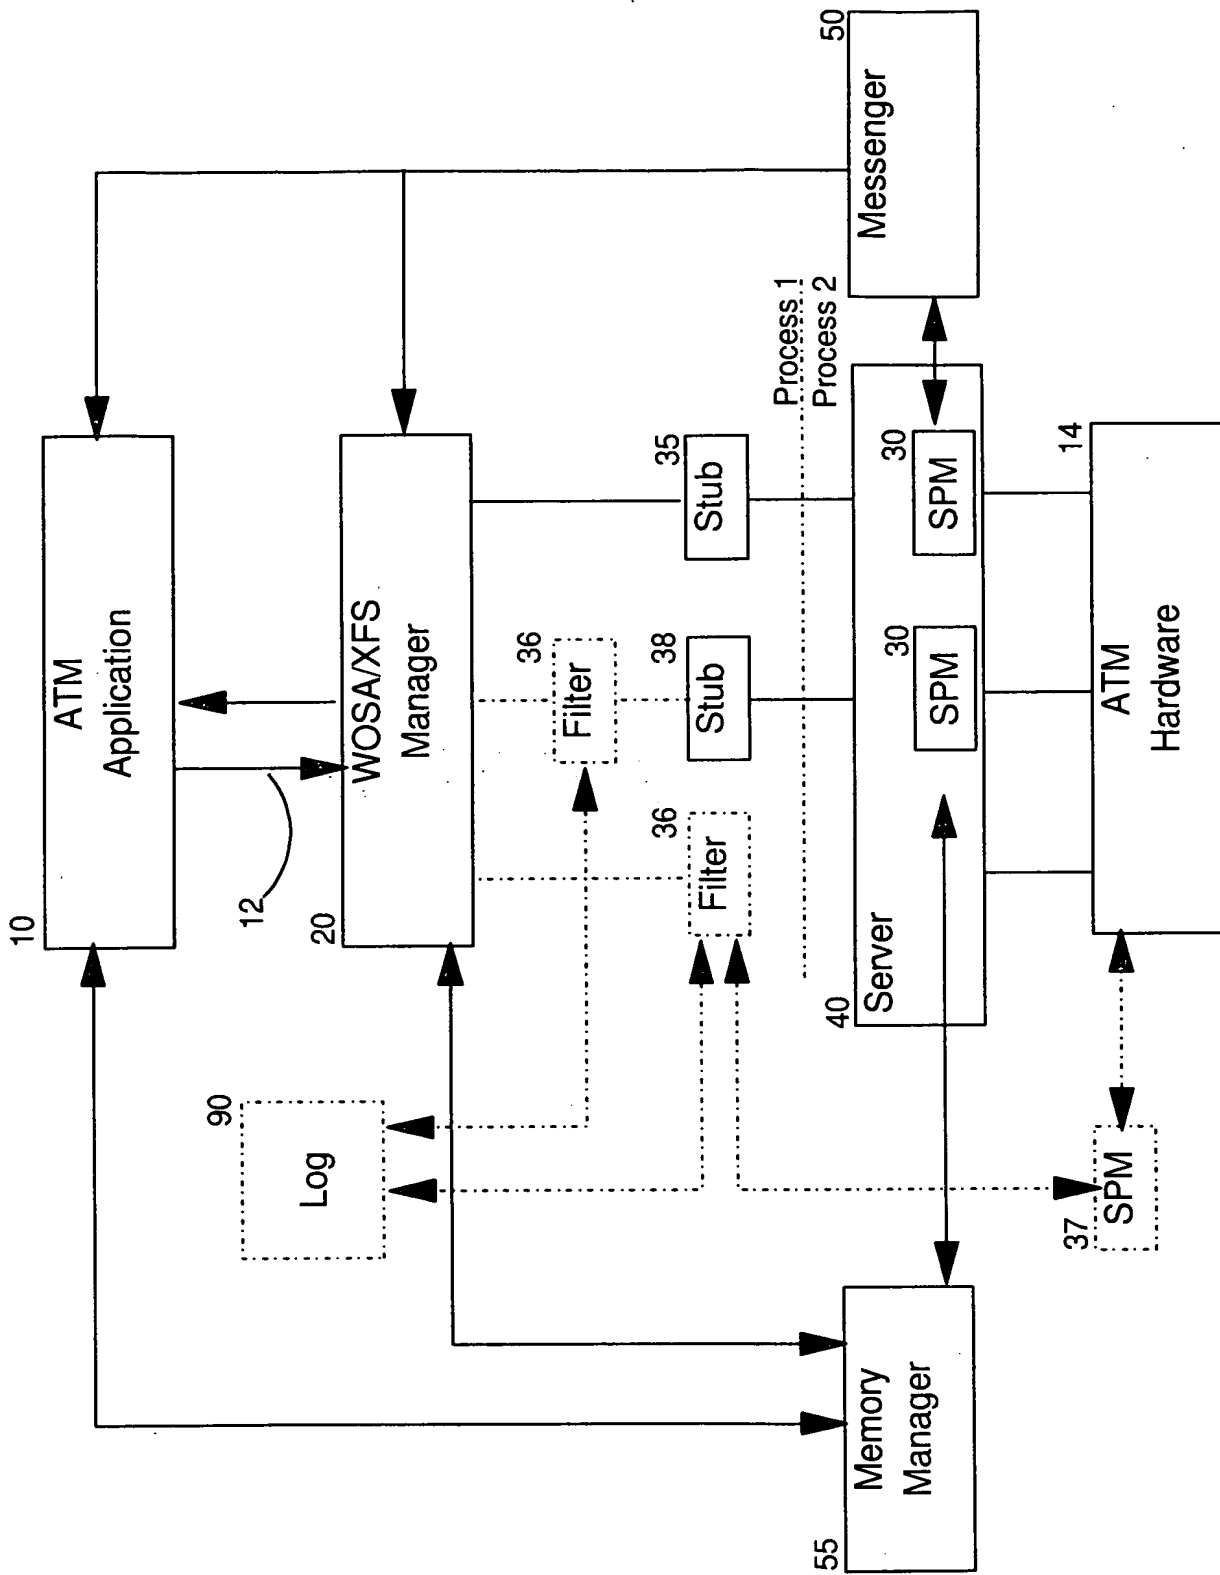 10
ATM
Application
12
20
WOSA/XFS
Manager
90
Log
36
Filter
36
Filter
38
Stub
35
Stub
Process 1
Process 2
40
Server
30
SPM
30
SPM
50
Messenger
55
Memory
Manager
37
SPM
14
ATM
Hardware